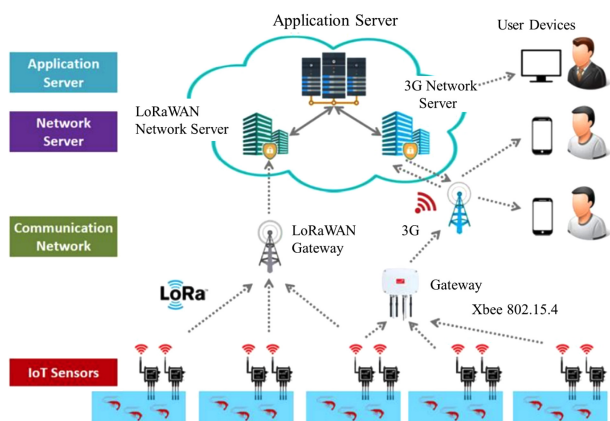 Application Server
User Devices
Application
Server
3G Network
Server
LoRaWAN
Network Server
Network
Server
Communication
Network
LoRaWAN
Gateway
3G
LoRa
Gateway
Xbee 802.15.4
IoT Sensors